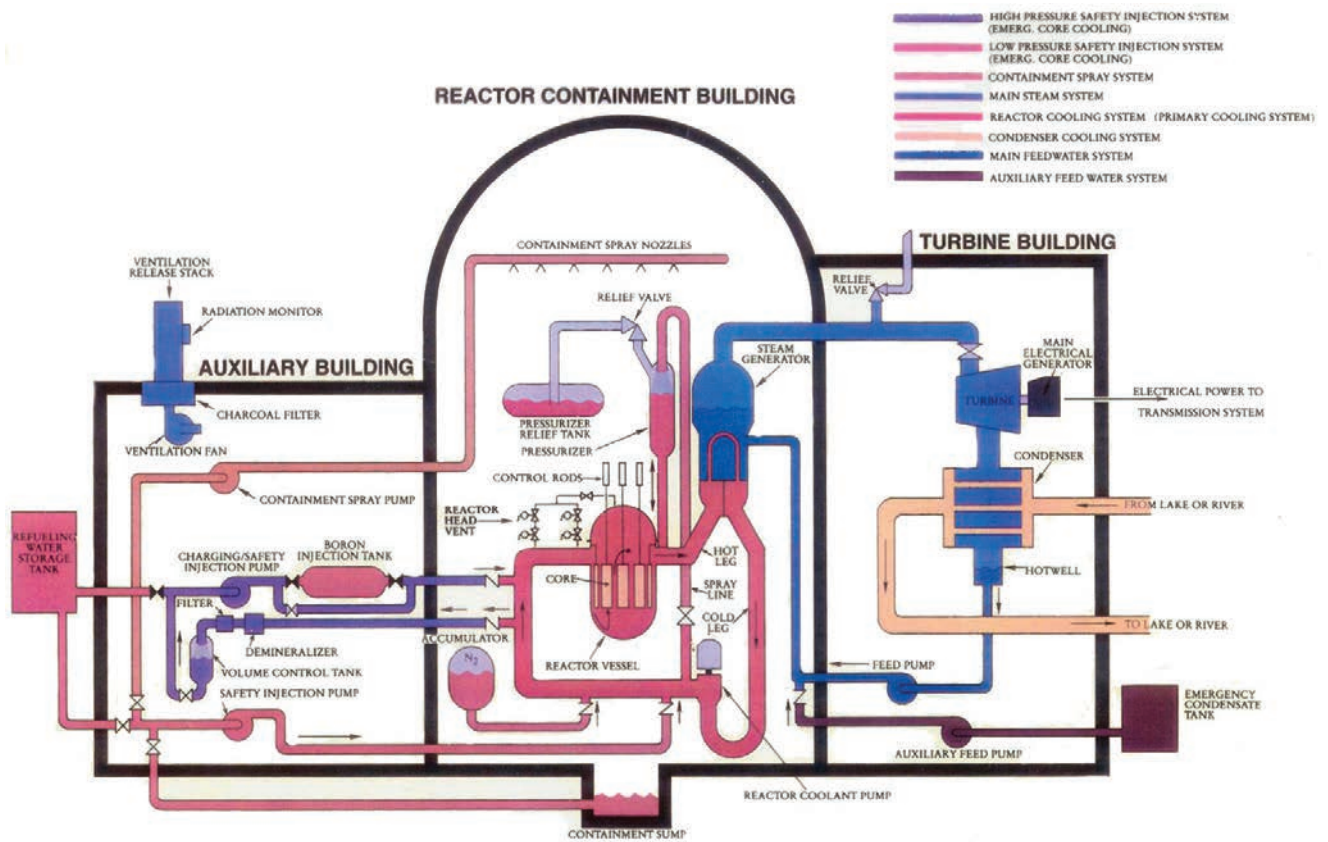 HIGH PRESSURE SAFETY INJECTION SYSTEM
(EMERG. CORE COOLING)
LOW PRESSURE SAFETY INJECTION SYSTEM
(EMERG. CORE COOLING)
CONTAINMENT SPRAY SYSTEM
MAIN STEAM SYSTEM
REACTOR COOLING SYSTEM (PRIMARY COOLING SYSTEM)
CONDENSER COOLING SYSTEM
MAIN FEEDWATER SYSTEM
AUXILIARY FEED WATER SYSTEM
REACTOR CONTAINMENT BUILDING
TURBINE BUILDING
AUXILIARY BUILDING
VENTILATION
RELEASE STACK
RADIATION MONITOR
CHARCOAL FILTER
VENTILATION FAN
CONTAINMENT SPRAY NOZZLES
RELIEF VALVE
PRESSURIZER
RELIEF TANK
PRESSURIZER
STEAM
GENERATOR
RELIEF
VALVE
MAIN
ELECTRICAL
GENERATOR
TURBINE
ELECTRICAL POWER TO
TRANSMISSION SYSTEM
CONDENSER
FROM LAKE OR RIVER
HOTWELL
TO LAKE OR RIVER
CONTAINMENT SPRAY PUMP
CONTROL RODS
REACTOR
HEAD
VENT
REFUELING
WATER
STORAGE
TANK
CHARGING/SAFETY
INJECTION PUMP
BORON
INJECTION TANK
FILTER
DEMINERALIZER
VOLUME CONTROL TANK
SAFETY INJECTION PUMP
ACCUMULATOR
N2
CORE
REACTOR VESSEL
HOT
LEG
SPRAY
LINE
COLD
LEG
FEED PUMP
EMERGENCY
CONDENSATE
TANK
AUXILIARY FEED PUMP
REACTOR COOLANT PUMP
CONTAINMENT SUMP